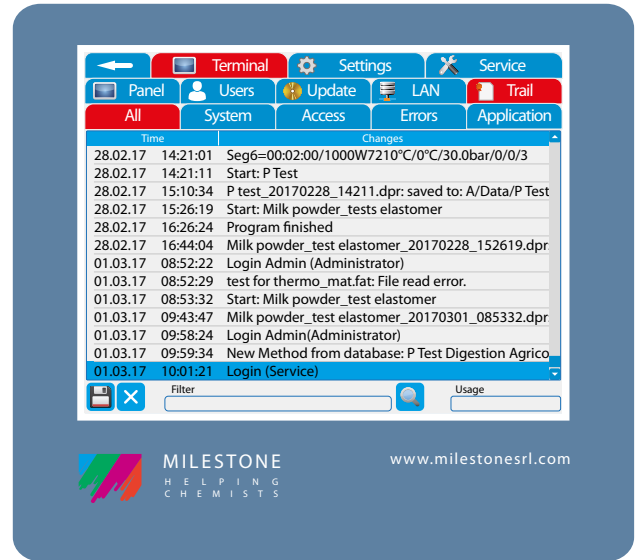 Terminal Settings Service
Panel Users Update LAN Trail
All System Access Errors Application
Time Changes
28.02.17 14:21:01 Seg6=00:02:00/1000W7210°C/0°C/30.0bar/0/0/3
28.02.17 14:21:11 Start: P Test
28.02.17 15:10:34 P test_20170228_14211.dpr: saved to: A/Data/P Test
28.02.17 15:26:19 Start: Milk powder_tests elastomer
28.02.17 16:26:24 Program finished
28.02.17 16:44:04 Milk powder_test elastomer_20170228_152619.dpr
01.03.17 08:52:22 Login Admin (Administrator)
01.03.17 08:52:29 test for thermo_mat.fat: File read error.
01.03.17 08:53:32 Start: Milk powder_test elastomer
01.03.17 09:43:47 Milk powder_test elastomer_20170301_085332.dpr
01.03.17 09:58:24 Login Admin(Administrator)
01.03.17 09:59:34 New Method from database: P Test Digestion Agrico
01.03.17 10:01:21 Login (Service)
Filter Usage
MILESTONE www.milestonesrl.com
HELPING
CHEMISTS